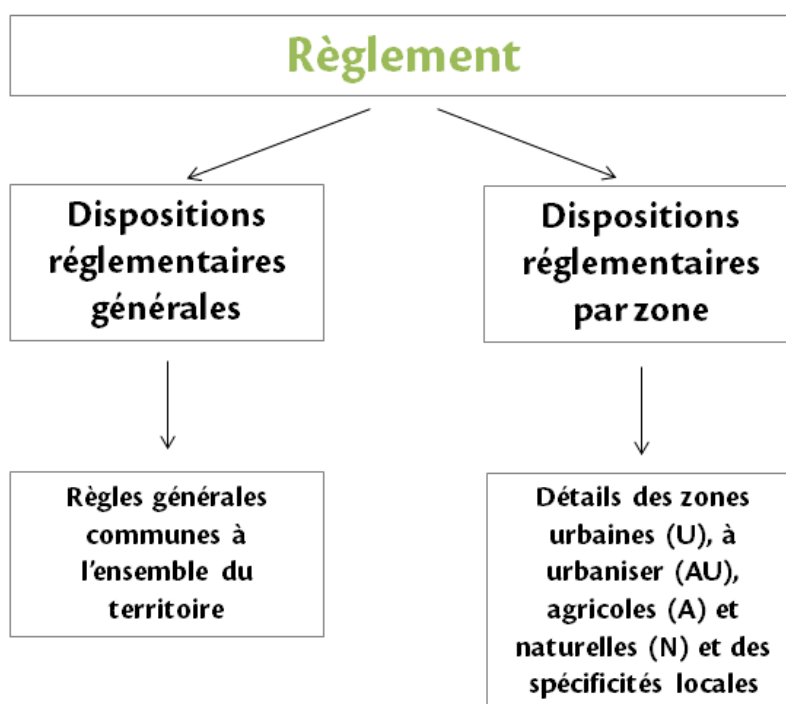 Règlement
Dispositions
réglementaires
générales
Dispositions
réglementaires
par zone
Règles générales
communes à
l'ensemble du
territoire
Détails des zones
urbaines (U), à
urbaniser (AU),
agricoles (A) et
naturelles (N) et des
spécificités locales